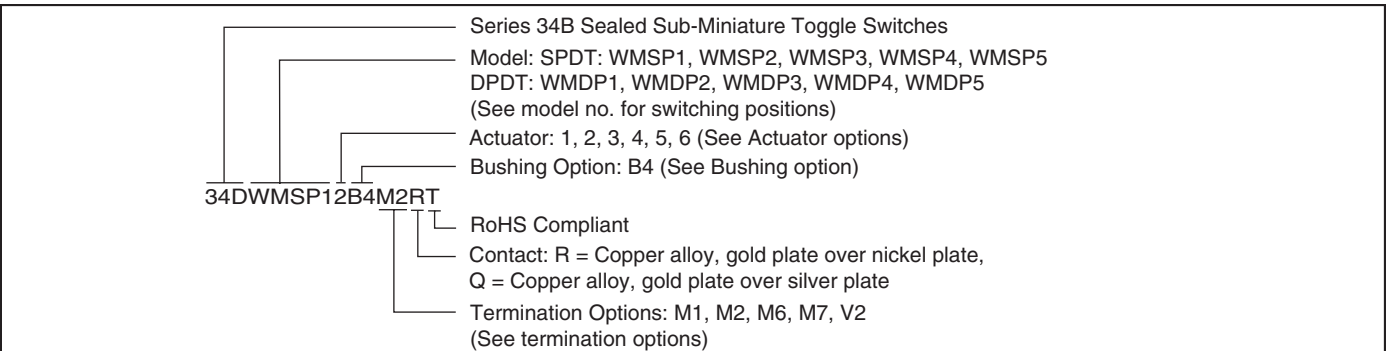 Series 34B Sealed Sub-Miniature Toggle Switches
Model: SPDT: WMSP1, WMSP2, WMSP3, WMSP4, WMSP5
DPDT: WMDP1, WMDP2, WMDP3, WMDP4, WMDP5
(See model no. for switching positions)
Actuator: 1, 2, 3, 4, 5, 6 (See Actuator options)
Bushing Option: B4 (See Bushing option)
34DWMSP12B4M2RT
RoHS Compliant
Contact: R = Copper alloy, gold plate over nickel plate,
Q = Copper alloy, gold plate over silver plate
Termination Options: M1, M2, M6, M7, V2
(See termination options)